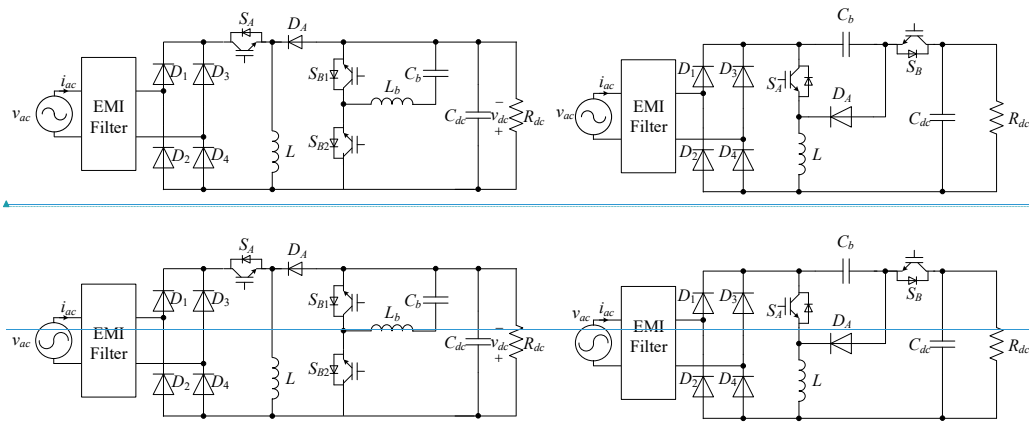 S_A
D_A
i_ac
v_ac
EMI
Filter
D_1
D_3
D_2
D_4
L
S_B1
S_B2
L_b
C_b
C_dc
−
v_dc
+
R_dc
C_b
S_B
i_ac
v_ac
EMI
Filter
D_1
D_3
D_2
D_4
S_A
D_A
L
C_dc
R_dc
S_A
D_A
i_ac
v_ac
EMI
Filter
D_1
D_3
D_2
D_4
L
S_B1
S_B2
L_b
C_b
C_dc
−
v_dc
+
R_dc
C_b
S_B
i_ac
v_ac
EMI
Filter
D_1
D_3
D_2
D_4
S_A
D_A
L
C_dc
R_dc